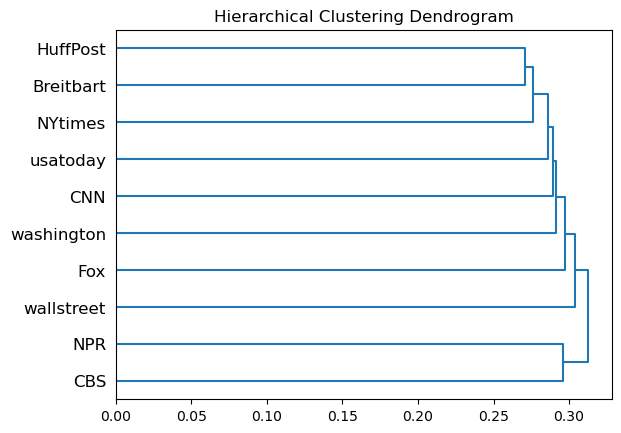 Hierarchical Clustering Dendrogram
HuffPost
Breitbart
NYtimes
usatoday
CNN
washington
Fox
wallstreet
NPR
CBS
0.00 0.05 0.10 0.15 0.20 0.25 0.30